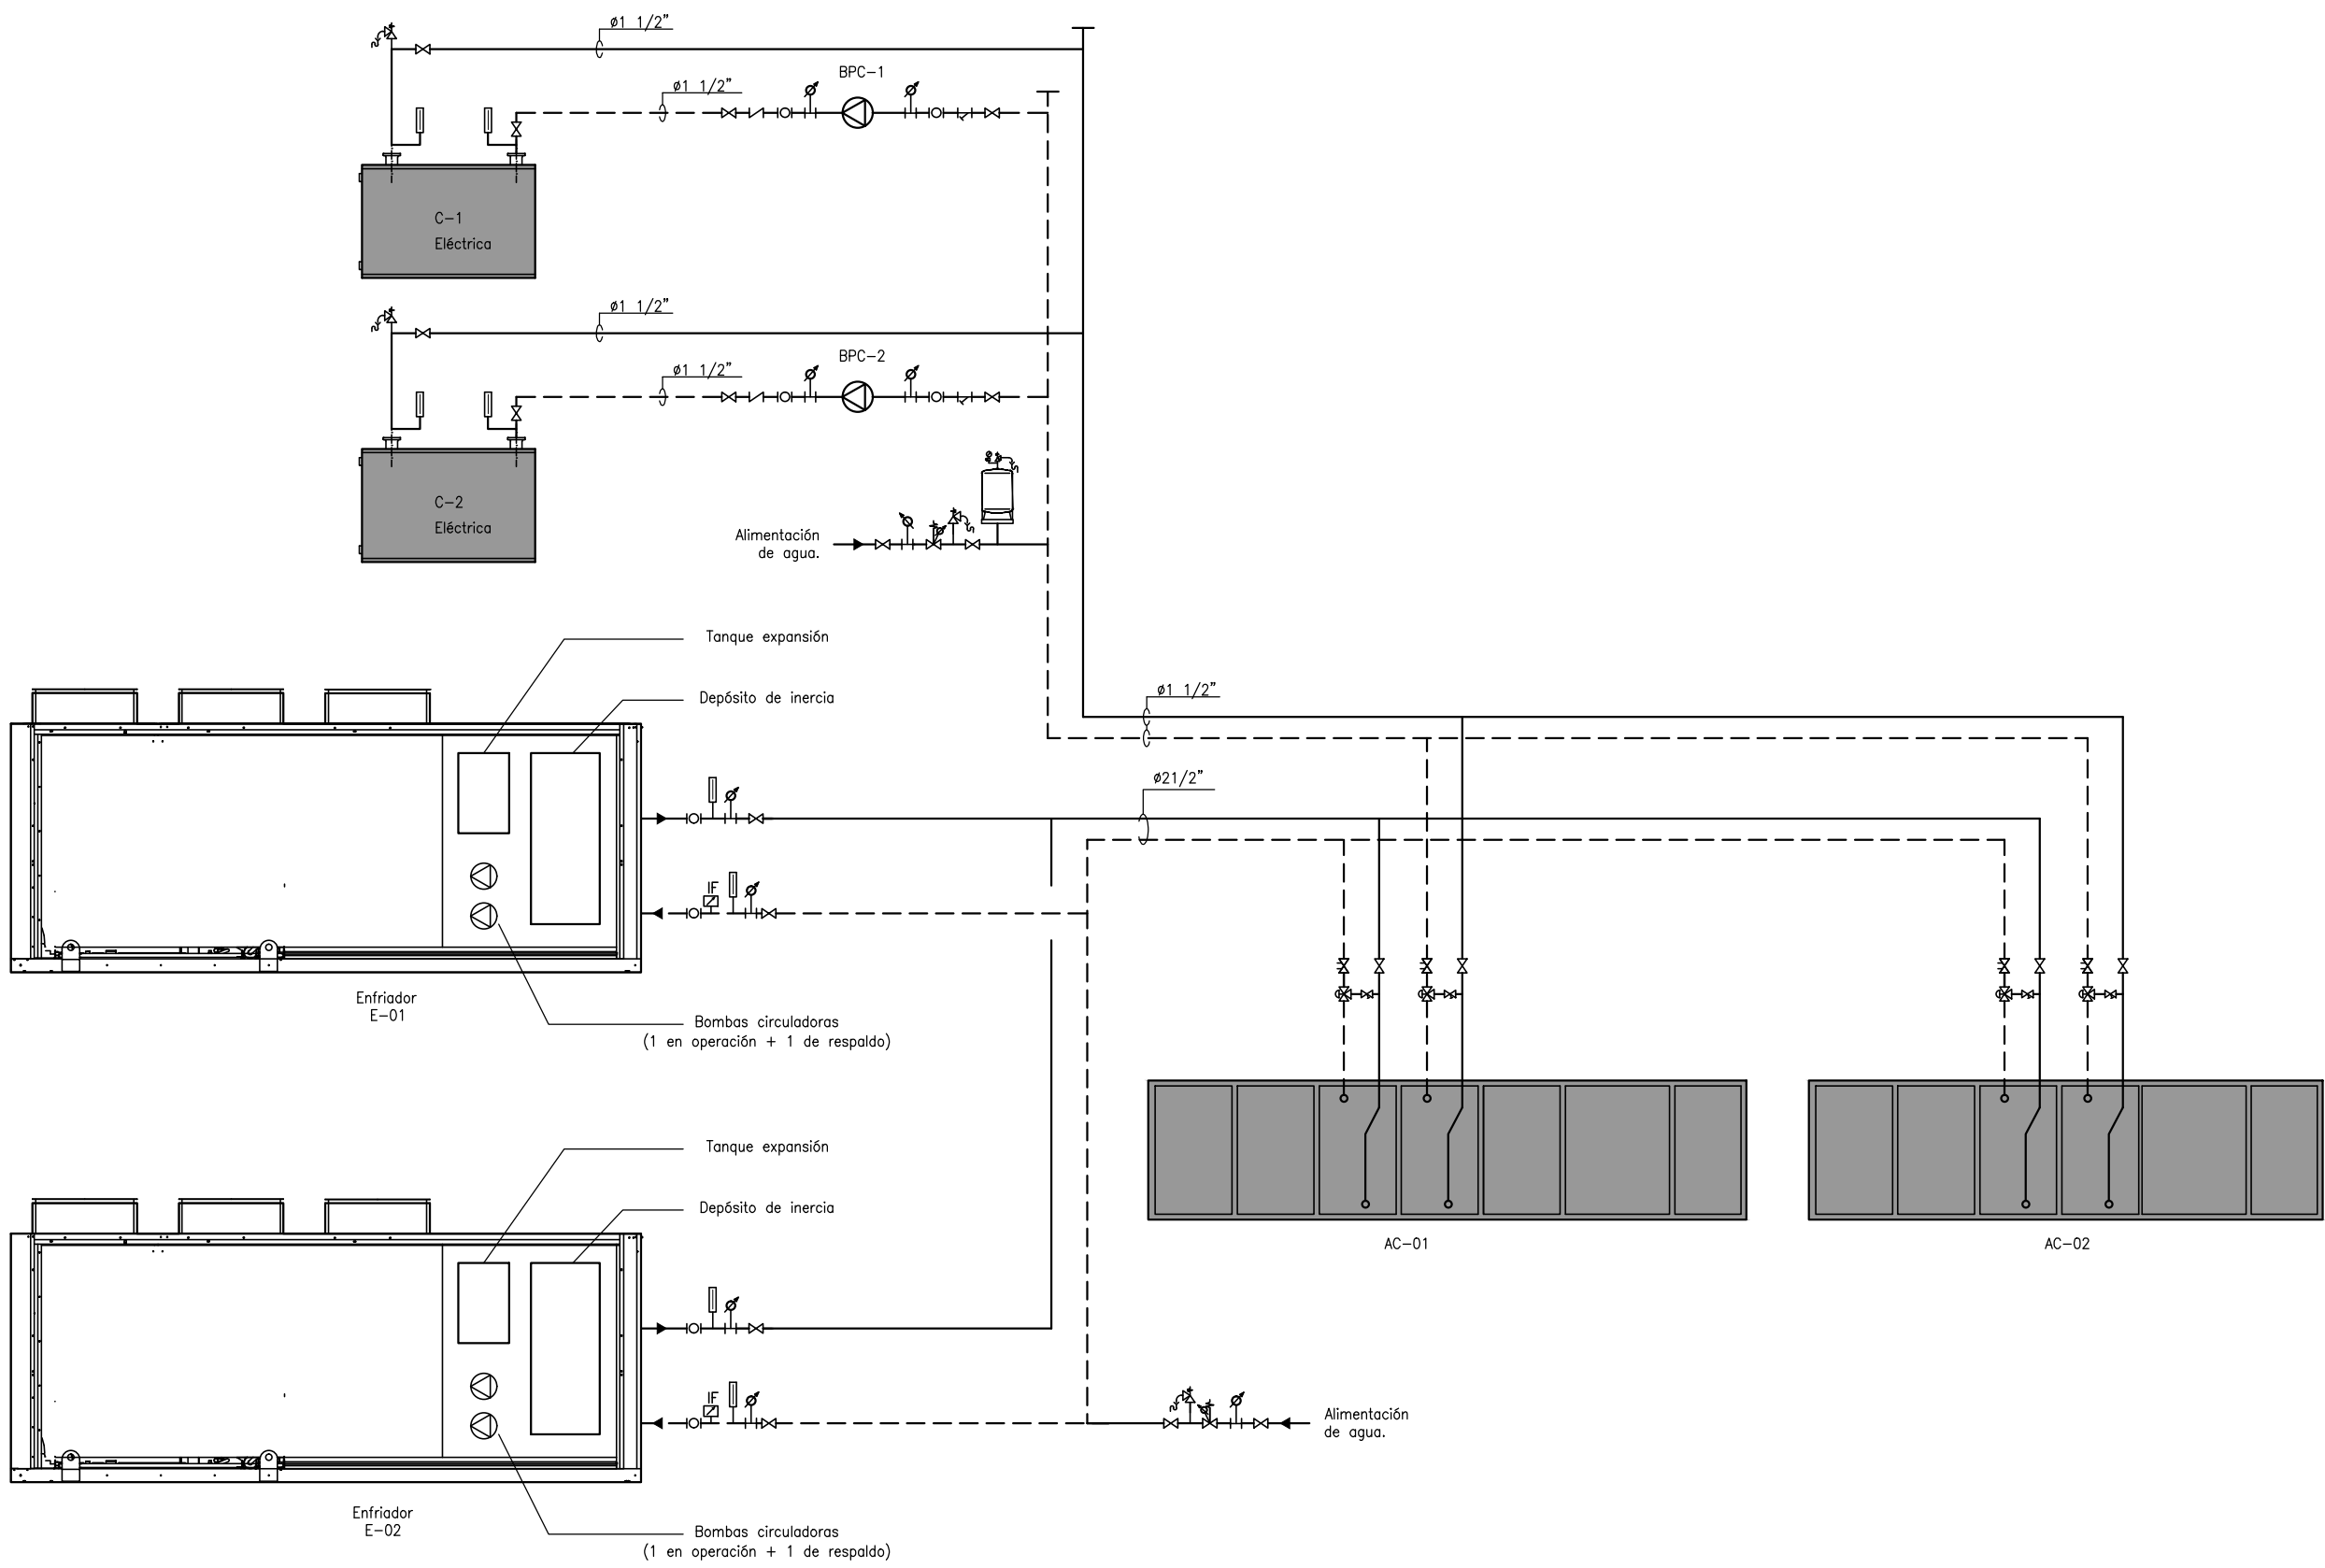 ø1 1/2"
ø1 1/2"
BPC-1
C-1
Eléctrica
ø1 1/2"
ø1 1/2"
BPC-2
C-2
Eléctrica
Alimentación
de agua.
Tanque expansión
Depósito de inercia
ø1 1/2"
ø21/2"
IF
Enfriador
E-01
Bombas circuladoras
(1 en operación + 1 de respaldo)
Tanque expansión
Depósito de inercia
AC-01
AC-02
IF
Alimentación
de agua.
Enfriador
E-02
Bombas circuladoras
(1 en operación + 1 de respaldo)